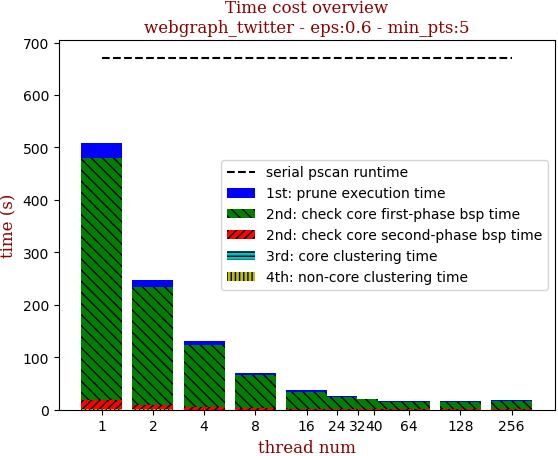 Time cost overview
webgraph_twitter - eps:0.6 - min_pts:5
700
600
500
400
300
200
100
0
time (s)
serial pscan runtime
1st: prune execution time
2nd: check core first-phase bsp time
2nd: check core second-phase bsp time
3rd: core clustering time
4th: non-core clustering time
1 2 4 8 16 24 32 40 64 128 256
thread num